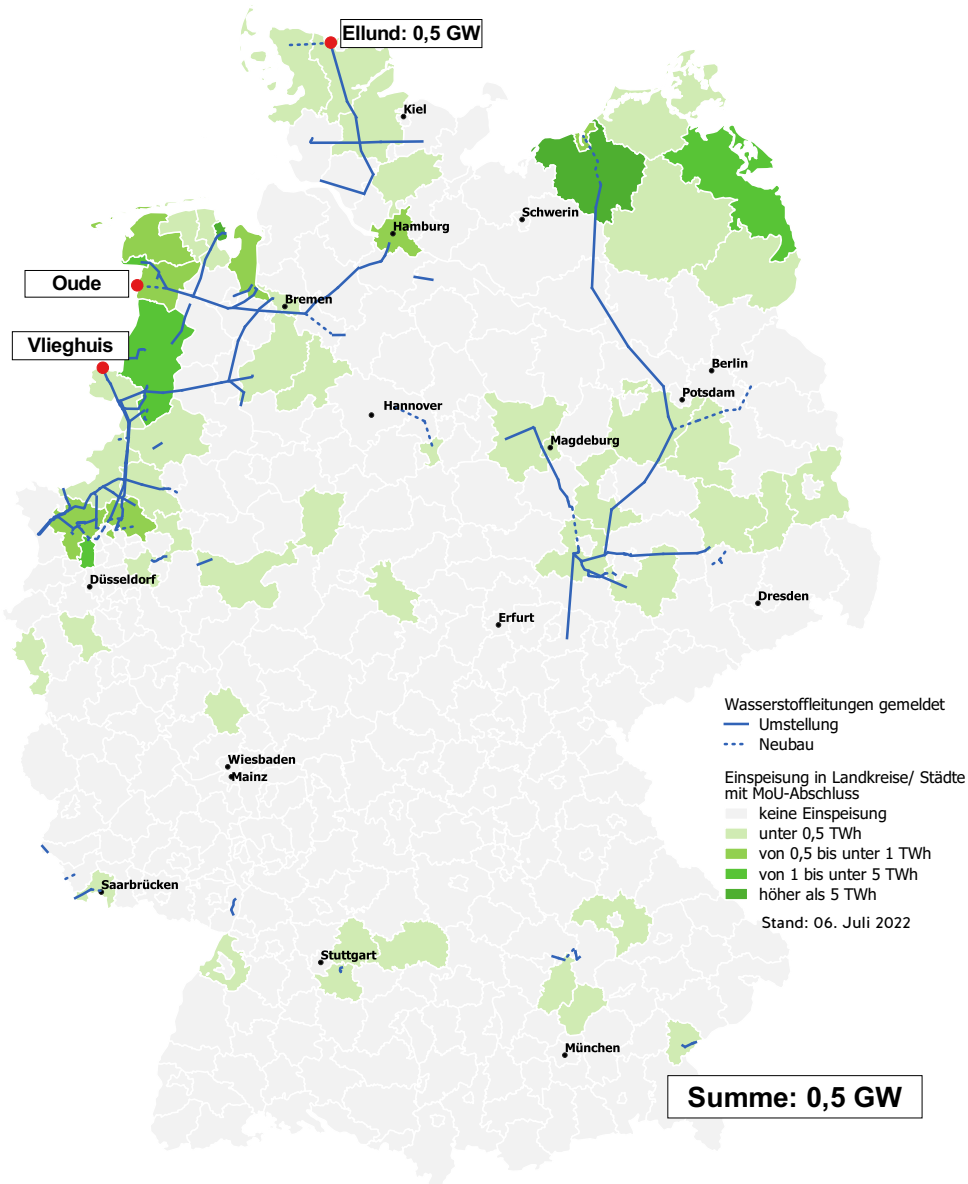 Ellund: 0,5 GW
Kiel
Schwerin
Hamburg
Oude
Bremen
Vlieghuis
Berlin
Potsdam
Hannover
Magdeburg
Düsseldorf
Dresden
Erfurt
Wasserstoffleitungen gemeldet
Umstellung
Neubau
Wiesbaden
Mainz
Einspeisung in Landkreise/ Städte
mit MoU-Abschluss
keine Einspeisung
unter 0,5 TWh
von 0,5 bis unter 1 TWh
von 1 bis unter 5 TWh
höher als 5 TWh
Saarbrücken
Stand: 06. Juli 2022
Stuttgart
München
Summe: 0,5 GW